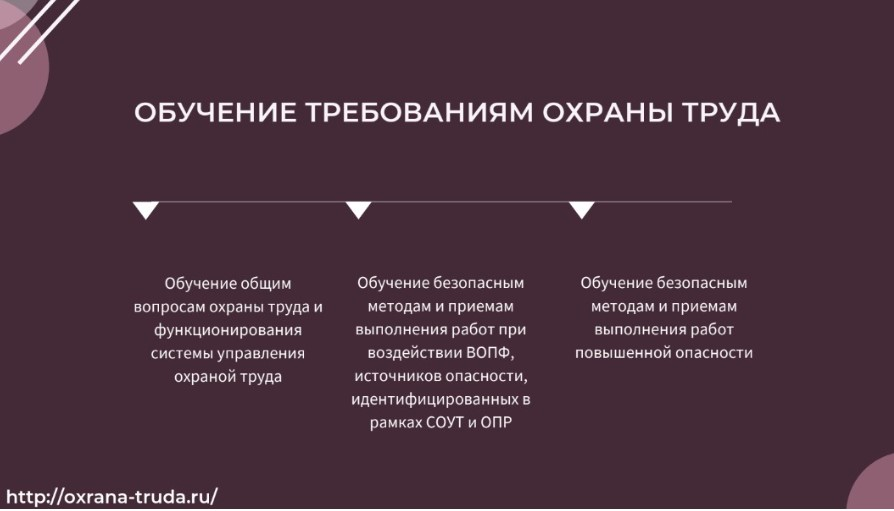 ОБУЧЕНИЕ ТРЕБОВАНИЯМ ОХРАНЫ ТРУДА
Обучение общим
вопросам охраны труда и
функционирования
системы управления
охраной труда
Обучение безопасным
методам и приемам
выполнения работ при
воздействии ВОПФ,
источников опасности,
идентифицированных в
рамках СОУТ и ОПР
Обучение безопасным
методам и приемам
выполнения работ
повышенной опасности
http://oxrana-truda.ru/